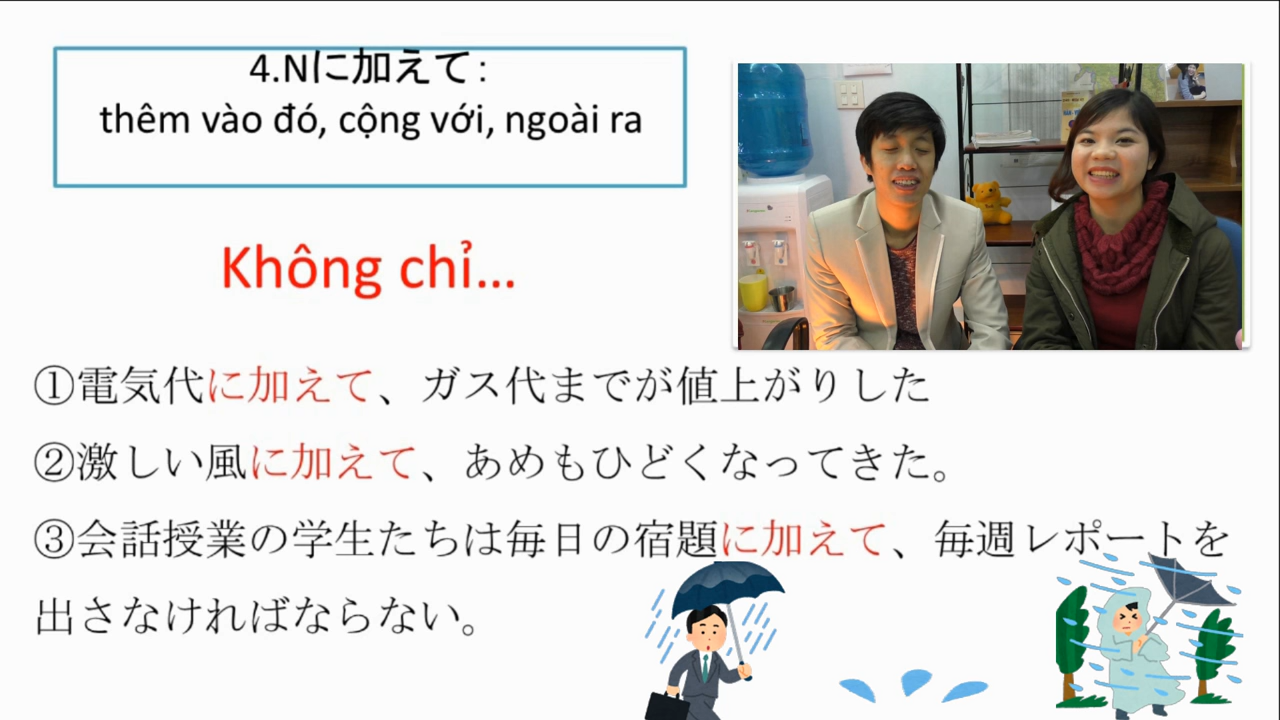 4.Nに加えて:
thêm vào đó, cộng với, ngoài ra
Không chỉ...
①電気代に加えて、ガス代までが値上がりした
②激しい風に加えて、あめもひどくなってきた。
③会話授業の学生たちは毎日の宿題に加えて、毎週レポートを
出さなければならない。